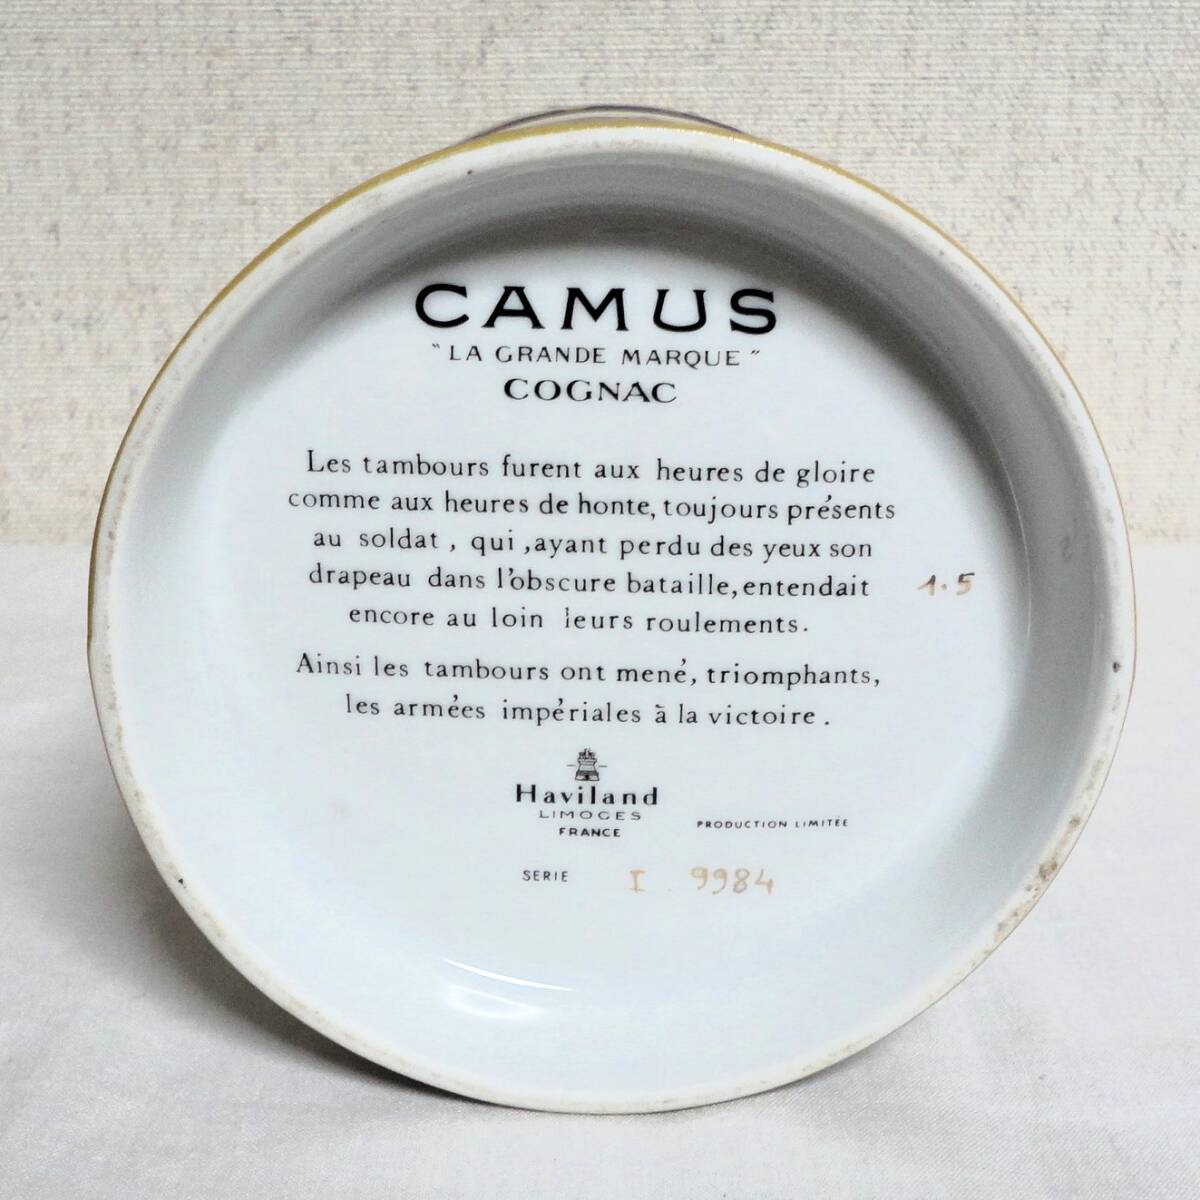 CAMUS
"LA GRANDE MARQUE"
COGNAC
Les tambours furent aux heures de gloire
comme aux heures de honte, toujours présents
au soldat, qui, ayant perdu des yeux son
drapeau dans l'obscure bataille, entendait
encore au loin leurs roulements.
1.5
Ainsi les tambours ont mené, triomphants,
les armées impériales à la victoire.
Haviland
LIMOGES
FRANCE
PRODUCTION LIMITÉE
SERIE I 9984